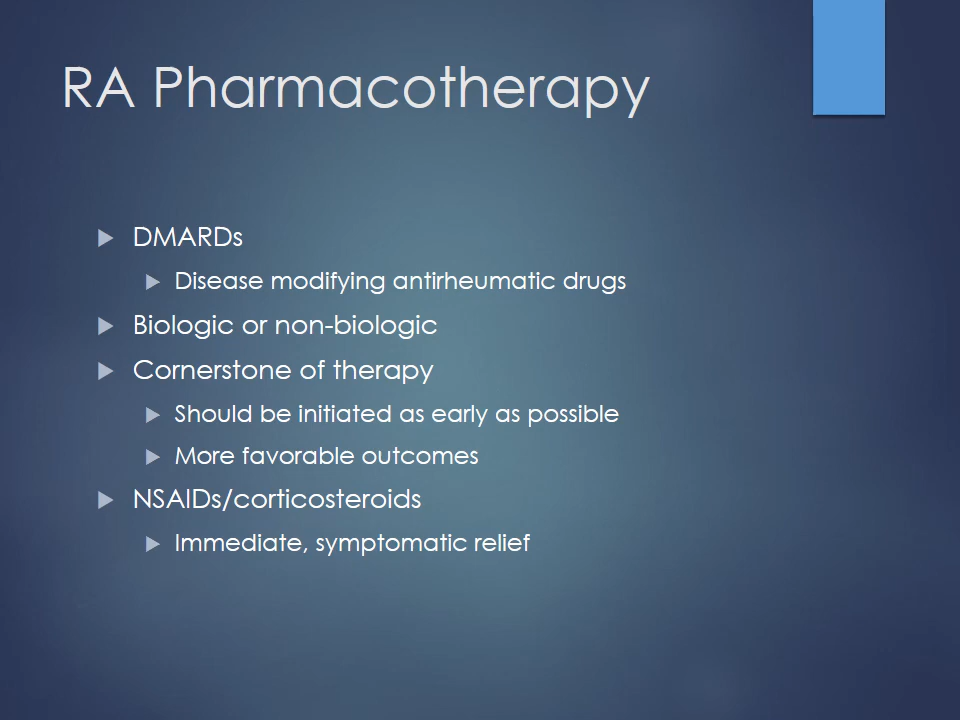 RA Pharmacotherapy
DMARDs
Disease modifying antirheumatic drugs
Biologic or non-biologic
Cornerstone of therapy
Should be initiated as early as possible
More favorable outcomes
NSAIDs/corticosteroids
Immediate, symptomatic relief